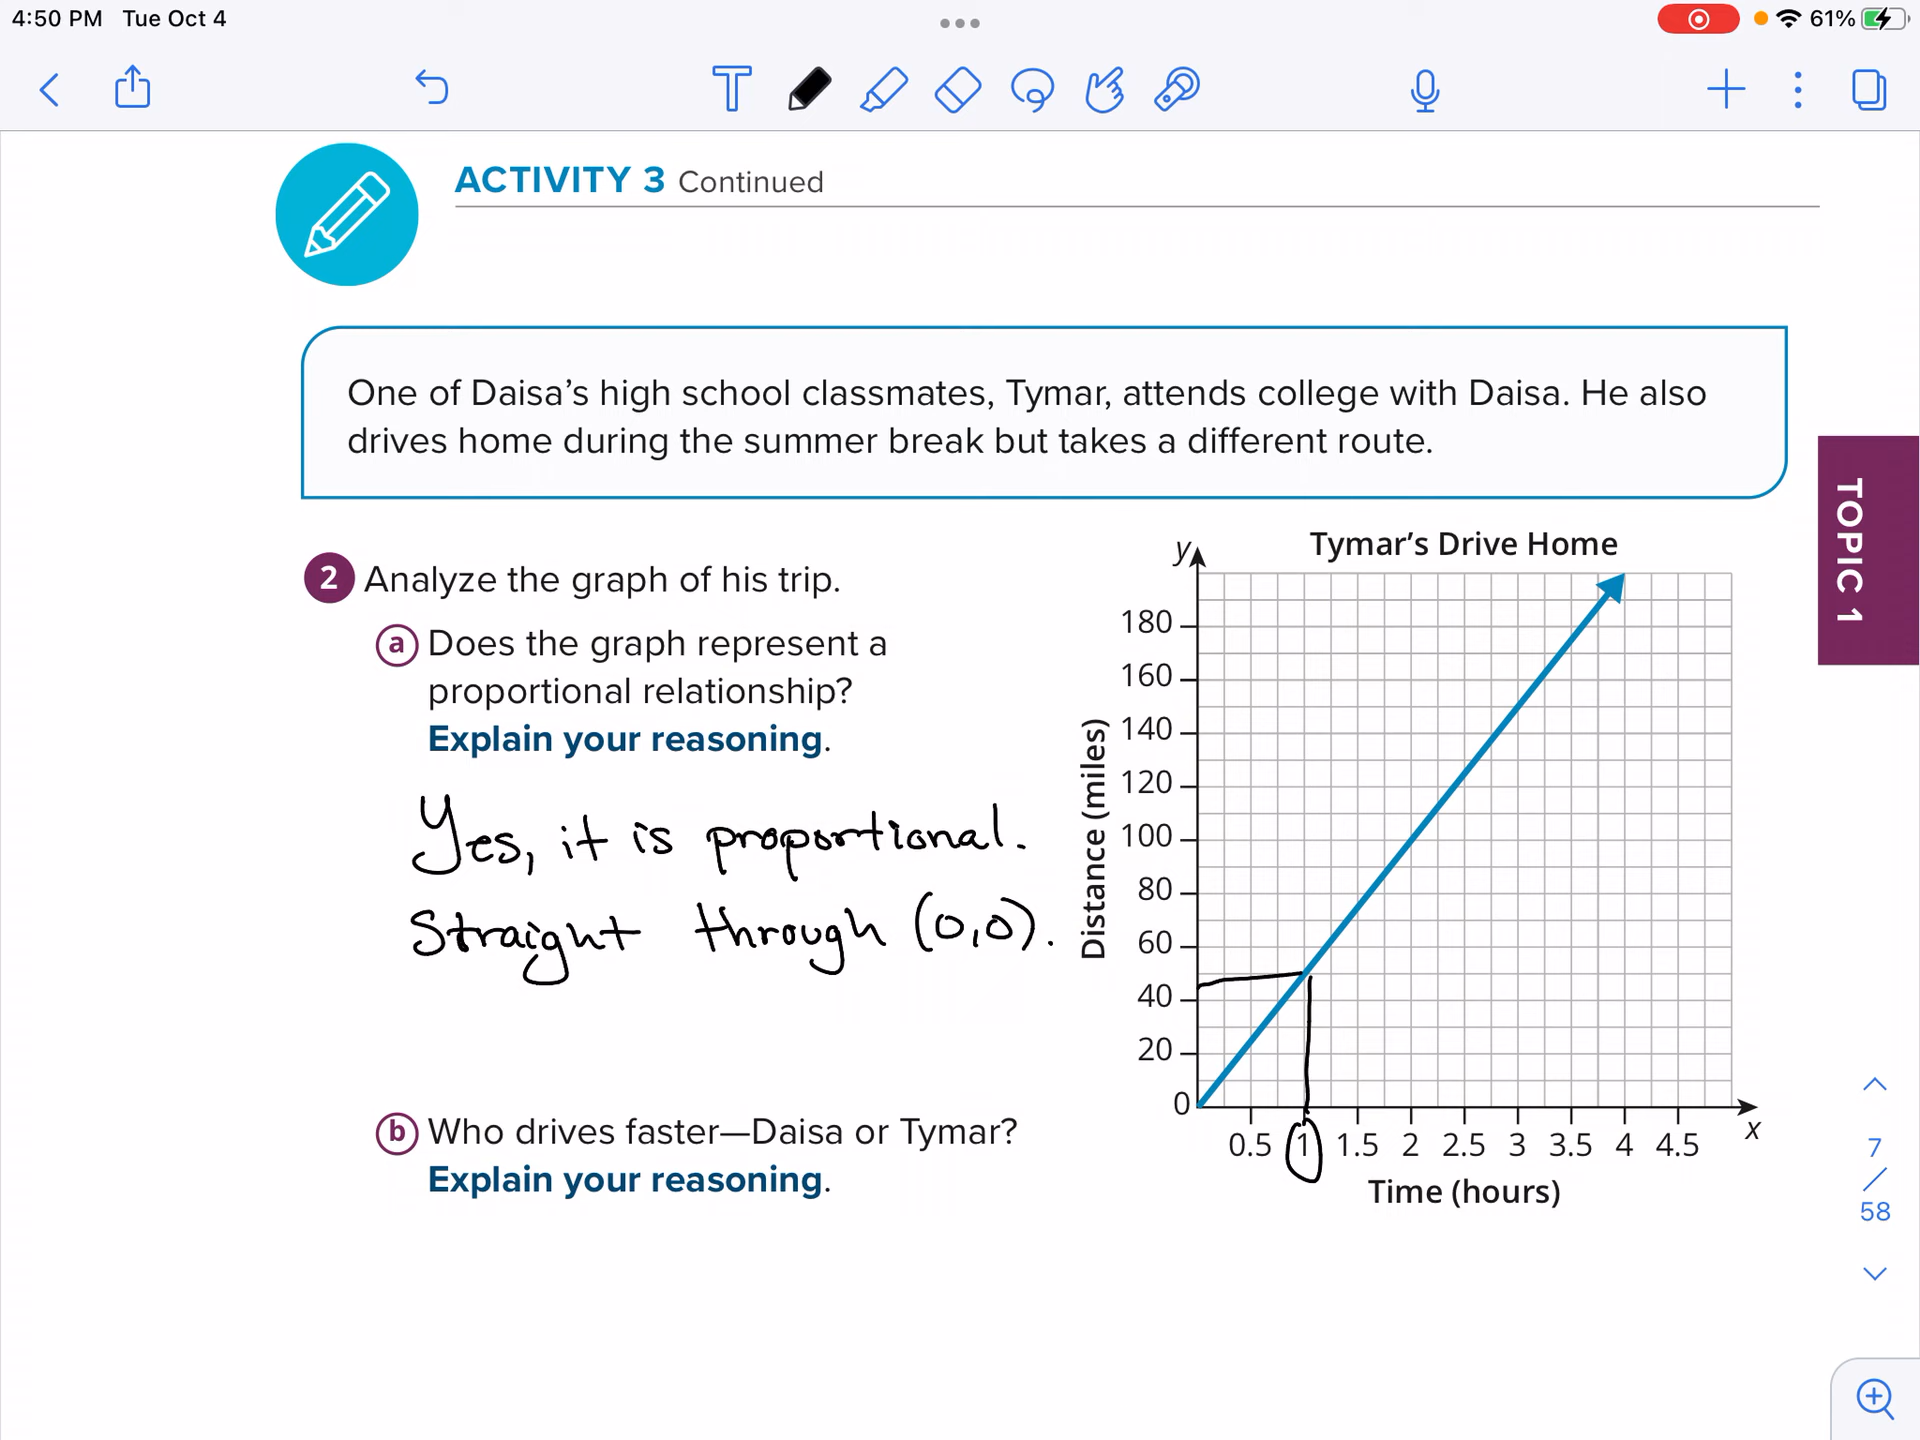 4:50 PM Tue Oct 4
61%
T
ACTIVITY 3 Continued
One of Daisa's high school classmates, Tymar, attends college with Daisa. He also
drives home during the summer break but takes a different route.
TOPIC 1
2 Analyze the graph of his trip.
a Does the graph represent a
proportional relationship?
Explain your reasoning.
Yes, it is proportional.
Straight through (0,0).
b Who drives faster—Daisa or Tymar?
Explain your reasoning.
Tymar's Drive Home
y
180
160
140
120
100
80
60
40
20
0
Distance (miles)
0.5 1 1.5 2 2.5 3 3.5 4 4.5
x
Time (hours)
7
/
58